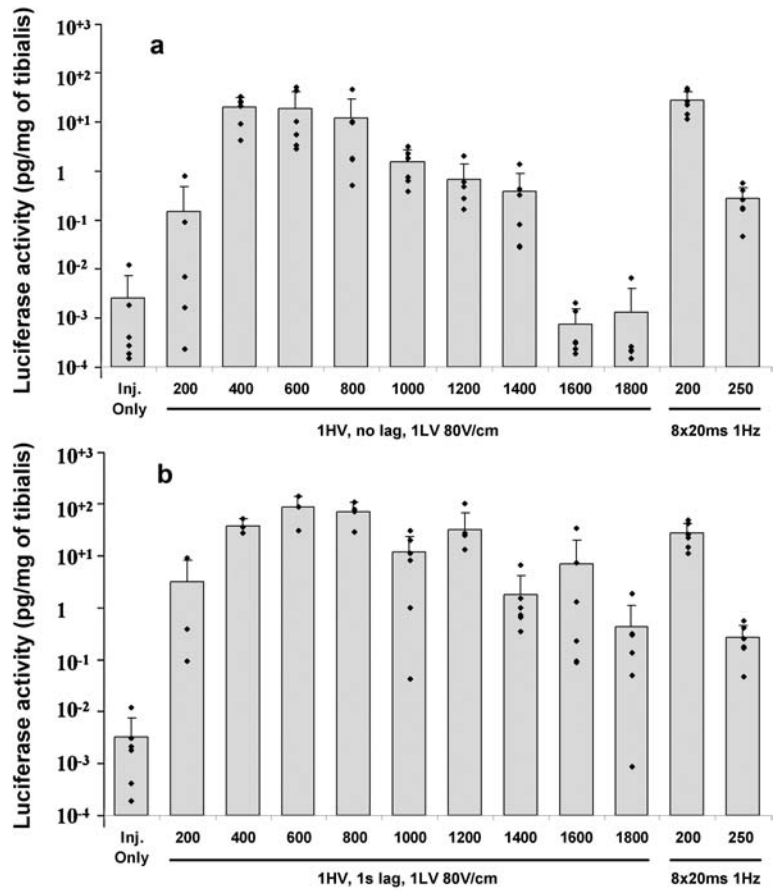 a
Luciferase activity (pg/mg of tibialis)
10+3
10+2
10+1
1
10-1
10-2
10-3
10-4
Inj. Only 200 400 600 800 1000 1200 1400 1600 1800 200 250
1HV, no lag, 1LV 80V/cm 8x20ms 1Hz
b
Luciferase activity (pg/mg of tibialis)
10+3
10+2
10+1
1
10-1
10-2
10-3
10-4
Inj. Only 200 400 600 800 1000 1200 1400 1600 1800 200 250
1HV, 1s lag, 1LV 80V/cm 8x20ms 1Hz